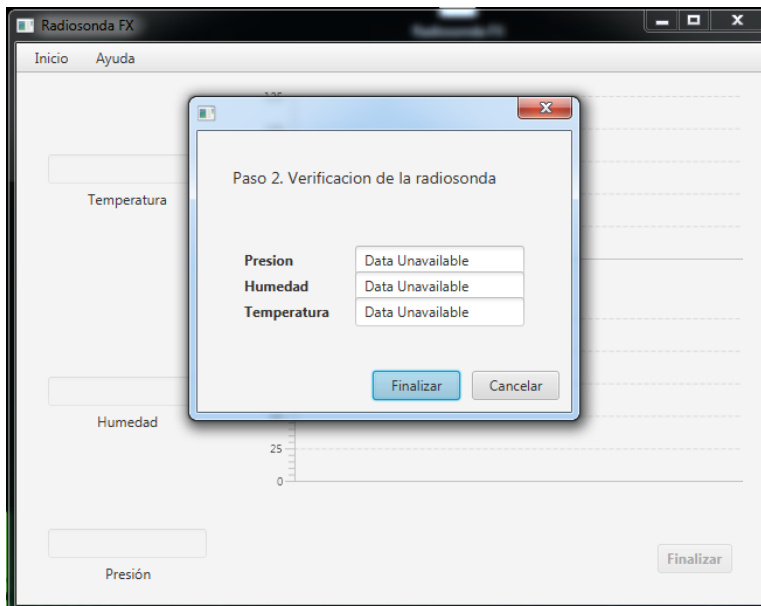 Radiosonda FX
Inicio Ayuda
Paso 2. Verificacion de la radiosonda
Presion Data Unavailable
Humedad Data Unavailable
Temperatura Data Unavailable
Finalizar Cancelar
Temperatura
Humedad
25
0
Presión
Finalizar